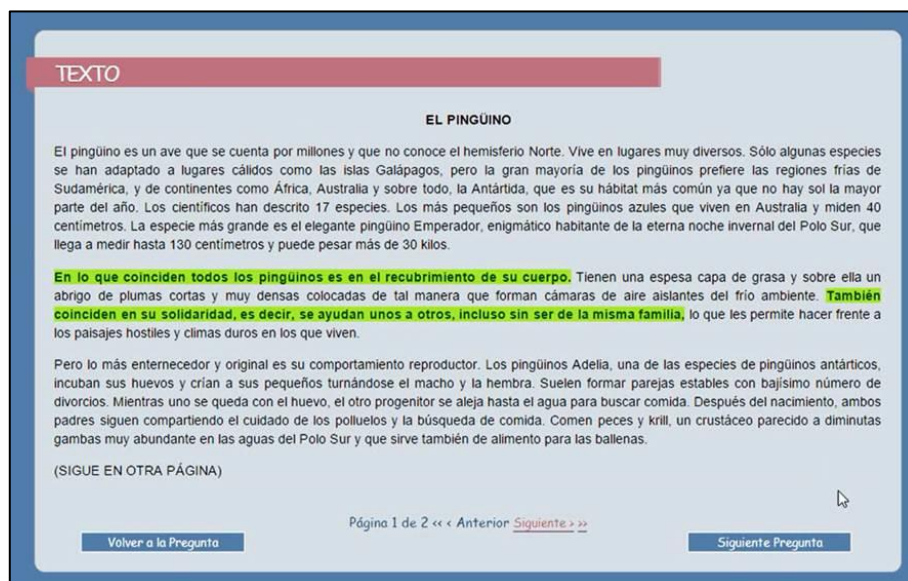 TEXTO
EL PINGÜINO
El pingüino es un ave que se cuenta por millones y que no conoce el hemisferio Norte. Vive en lugares muy diversos. Sólo algunas especies
se han adaptado a lugares cálidos como las islas Galápagos, pero la gran mayoría de los pingüinos prefiere las regiones frías de
Sudamérica, y de continentes como África, Australia y sobre todo, la Antártida, que es su hábitat más común ya que no hay sol la mayor
parte del año. Los científicos han descrito 17 especies. Los más pequeños son los pingüinos azules que viven en Australia y miden 40
centímetros. La especie más grande es el elegante pingüino Emperador, enigmático habitante de la eterna noche invernal del Polo Sur, que
llega a medir hasta 130 centímetros y puede pesar más de 30 kilos.
En lo que coinciden todos los pingüinos es en el recubrimiento de su cuerpo. Tienen una espesa capa de grasa y sobre ella un
abrigo de plumas cortas y muy densas colocadas de tal manera que forman cámaras de aire aislantes del frío ambiente. También
coinciden en su solidaridad, es decir, se ayudan unos a otros, incluso sin ser de la misma familia, lo que les permite hacer frente a
los paisajes hostiles y climas duros en los que viven.
Pero lo más enternecedor y original es su comportamiento reproductor. Los pingüinos Adelia, una de las especies de pingüinos antárticos,
incuban sus huevos y crían a sus pequeños turnándose el macho y la hembra. Suelen formar parejas estables con bajísimo número de
divorcios. Mientras uno se queda con el huevo, el otro progenitor se aleja hasta el agua para buscar comida. Después del nacimiento, ambos
padres siguen compartiendo el cuidado de los polluelos y la búsqueda de comida. Comen peces y krill, un crustáceo parecido a diminutas
gambas muy abundante en las aguas del Polo Sur y que sirve también de alimento para las ballenas.
(SIGUE EN OTRA PÁGINA)
Página 1 de 2 «‹ ‹ Anterior Siguiente › »
Volver a la Pregunta
Siguiente Pregunta